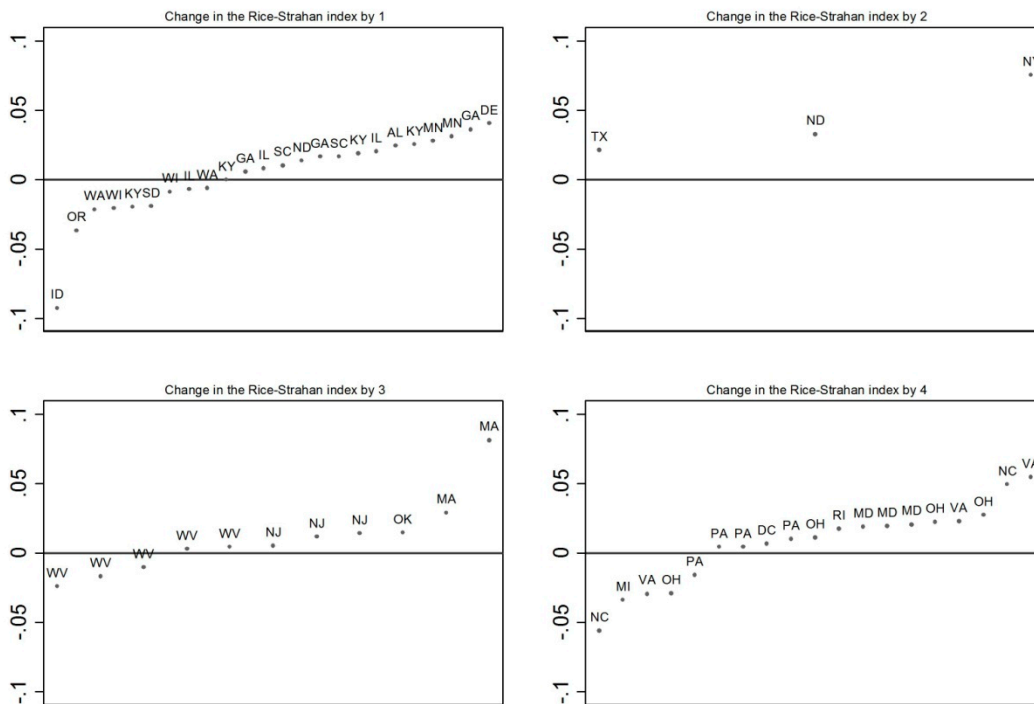 Change in the Rice-Strahan index by 1
.1
.05
0
-.05
-.1
ID
OR
WA
WI
KY
SD
WI
IL
WA
KY
GA
IL
SC
ND
GA
SC
KY
IL
AL
KY
MN
MN
GA
DE
Change in the Rice-Strahan index by 2
.1
.05
0
-.05
-.1
TX
ND
Change in the Rice-Strahan index by 3
.1
.05
0
-.05
-.1
WV
WV
WV
WV
WV
NJ
NJ
NJ
OK
MA
MA
Change in the Rice-Strahan index by 4
.1
.05
0
-.05
-.1
NC
MI
VA
OH
PA
PA
PA
DC
PA
OH
RI
MD
MD
MD
OH
VA
OH
NC
VA